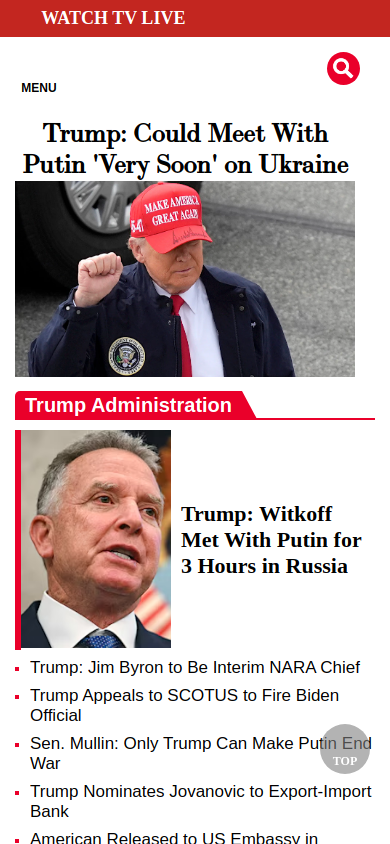 WATCH TV LIVE
MENU
Trump: Could Meet With
Putin 'Very Soon' on Ukraine
MAKE AMERICA
GREAT AGAIN
45-47
Trump Administration
Trump: Witkoff
Met With Putin for
3 Hours in Russia
Trump: Jim Byron to Be Interim NARA Chief
Trump Appeals to SCOTUS to Fire Biden
Official
Sen. Mullin: Only Trump Can Make Putin End
War
TOP
Trump Nominates Jovanovic to Export-Import
Bank
American Released to US Embassy in